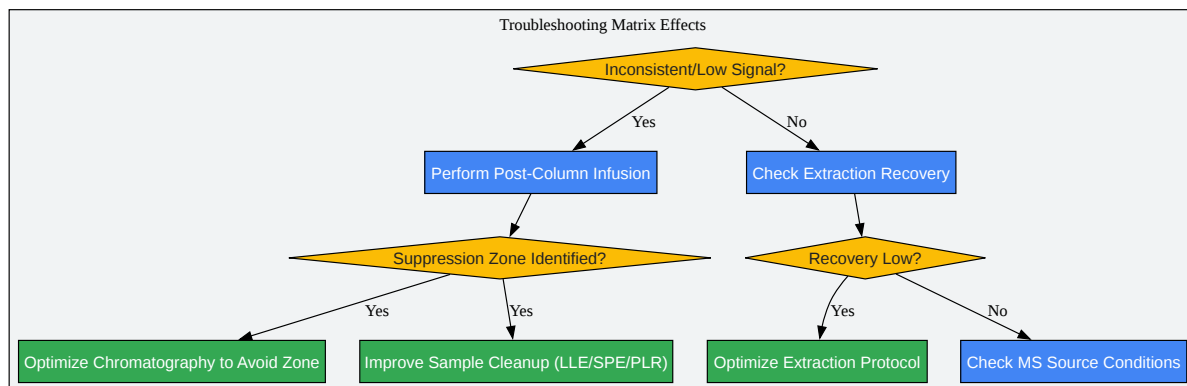 Troubleshooting Matrix Effects
Inconsistent/Low Signal?
Yes
No
Perform Post-Column Infusion
Check Extraction Recovery
Suppression Zone Identified?
Recovery Low?
Yes
Yes
Yes
No
Optimize Chromatography to Avoid Zone
Improve Sample Cleanup (LLE/SPE/PLR)
Optimize Extraction Protocol
Check MS Source Conditions